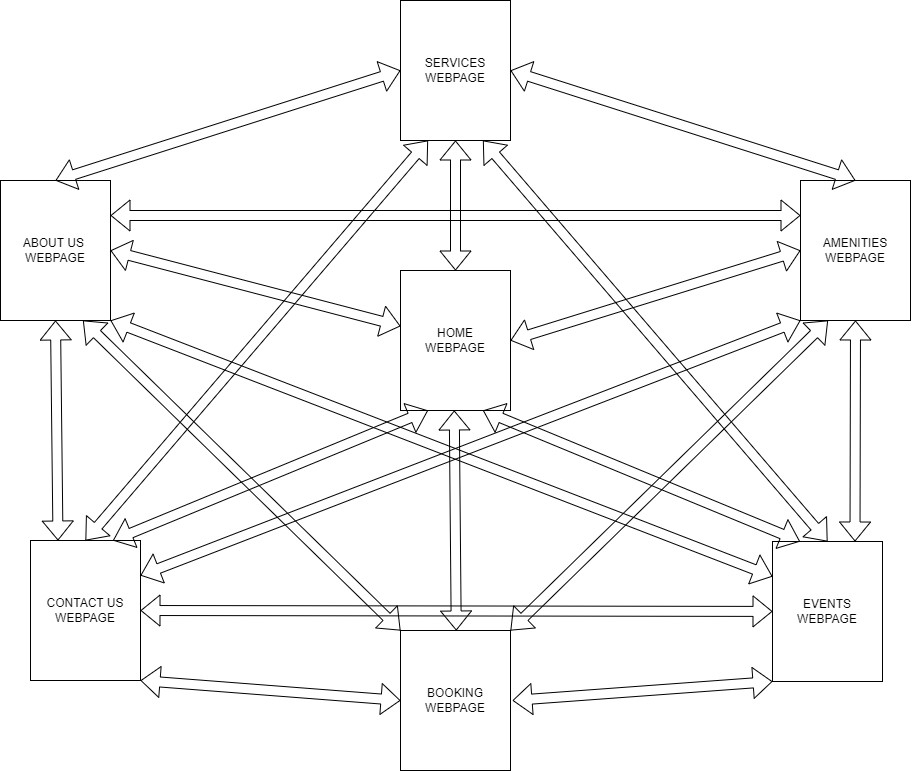 SERVICES
WEBPAGE
ABOUT US
WEBPAGE
AMENITIES
WEBPAGE
HOME
WEBPAGE
CONTACT US
WEBPAGE
EVENTS
WEBPAGE
BOOKING
WEBPAGE